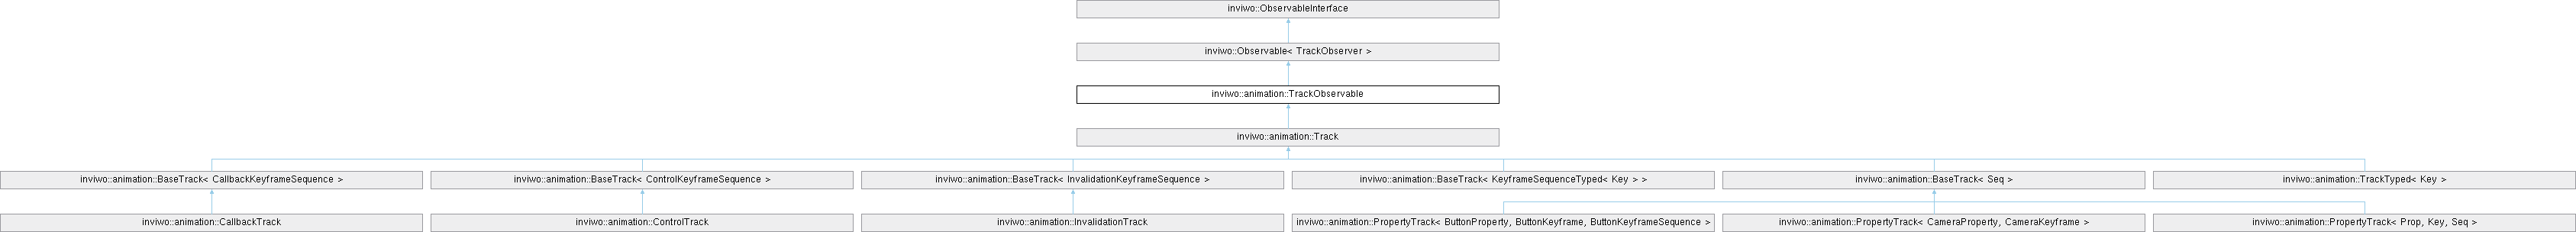 inviwo::ObservableInterface
inviwo::Observable< TrackObserver >
inviwo::animation::TrackObservable
inviwo::animation::Track
inviwo::animation::BaseTrack< CallbackKeyframeSequence >
inviwo::animation::BaseTrack< ControlKeyframeSequence >
inviwo::animation::BaseTrack< InvalidationKeyframeSequence >
inviwo::animation::BaseTrack< KeyframeSequenceTyped< Key > >
inviwo::animation::BaseTrack< Seq >
inviwo::animation::TrackTyped< Key >
inviwo::animation::CallbackTrack
inviwo::animation::ControlTrack
inviwo::animation::InvalidationTrack
inviwo::animation::PropertyTrack< ButtonProperty, ButtonKeyframe, ButtonKeyframeSequence >
inviwo::animation::PropertyTrack< CameraProperty, CameraKeyframe >
inviwo::animation::PropertyTrack< Prop, Key, Seq >